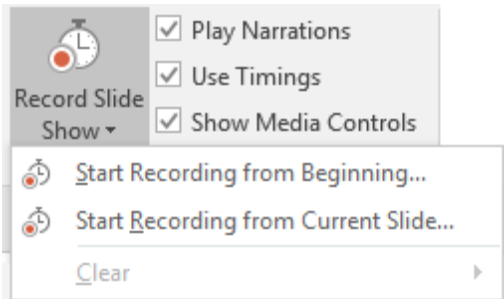 Record Slide
Show
Play Narrations
Use Timings
Show Media Controls
Start Recording from Beginning...
Start Recording from Current Slide...
Clear